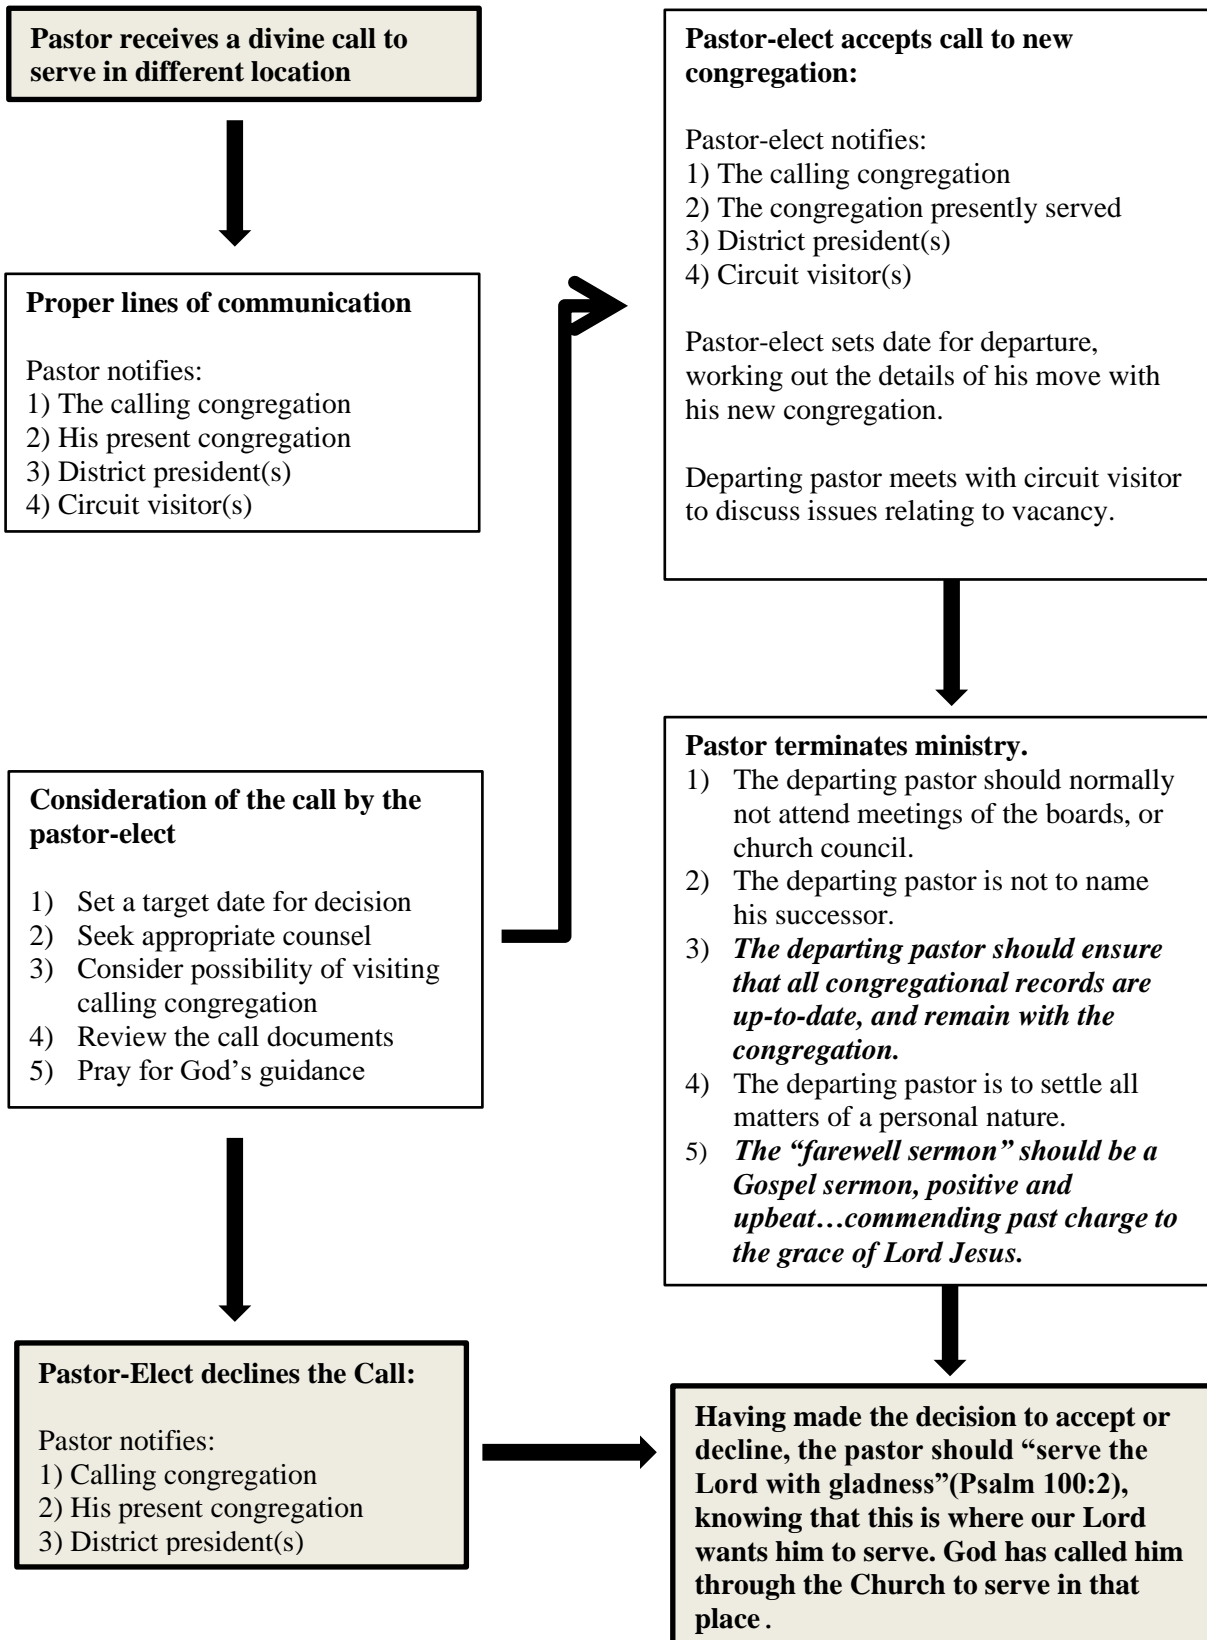 Pastor receives a divine call to
serve in different location
Proper lines of communication
Pastor notifies:
1) The calling congregation
2) His present congregation
3) District president(s)
4) Circuit visitor(s)
Consideration of the call by the
pastor-elect
1) Set a target date for decision
2) Seek appropriate counsel
3) Consider possibility of visiting
calling congregation
4) Review the call documents
5) Pray for God’s guidance
Pastor-Elect declines the Call:
Pastor notifies:
1) Calling congregation
2) His present congregation
3) District president(s)
Pastor-elect accepts call to new
congregation:
Pastor-elect notifies:
1) The calling congregation
2) The congregation presently served
3) District president(s)
4) Circuit visitor(s)
Pastor-elect sets date for departure,
working out the details of his move with
his new congregation.
Departing pastor meets with circuit visitor
to discuss issues relating to vacancy.
Pastor terminates ministry.
1) The departing pastor should normally
not attend meetings of the boards, or
church council.
2) The departing pastor is not to name
his successor.
3) The departing pastor should ensure
that all congregational records are
up-to-date, and remain with the
congregation.
4) The departing pastor is to settle all
matters of a personal nature.
5) The “farewell sermon” should be a
Gospel sermon, positive and
upbeat…commending past charge to
the grace of Lord Jesus.
Having made the decision to accept or
decline, the pastor should “serve the
Lord with gladness”(Psalm 100:2),
knowing that this is where our Lord
wants him to serve. God has called him
through the Church to serve in that
place .